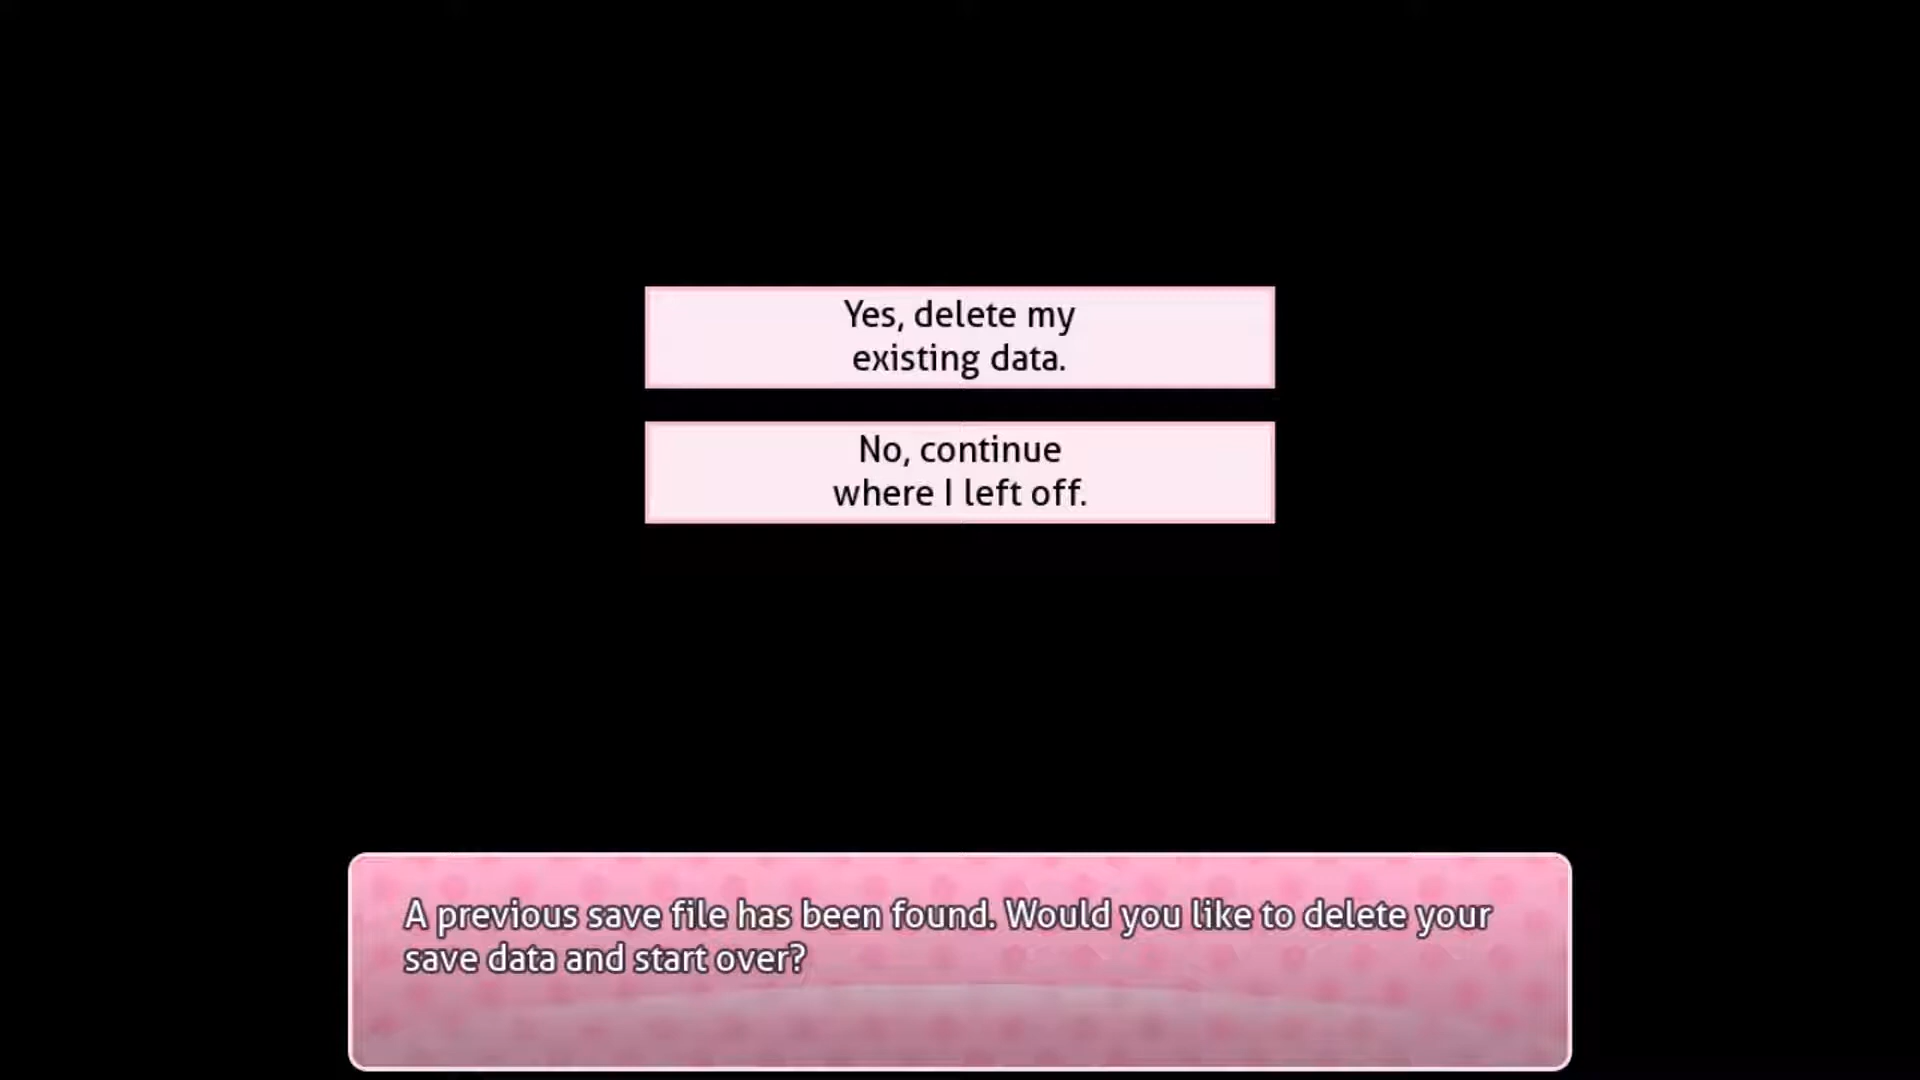 Yes, delete my
existing data.
No, continue
where I left off.
A previous save file has been found. Would you like to delete your
save data and start over?